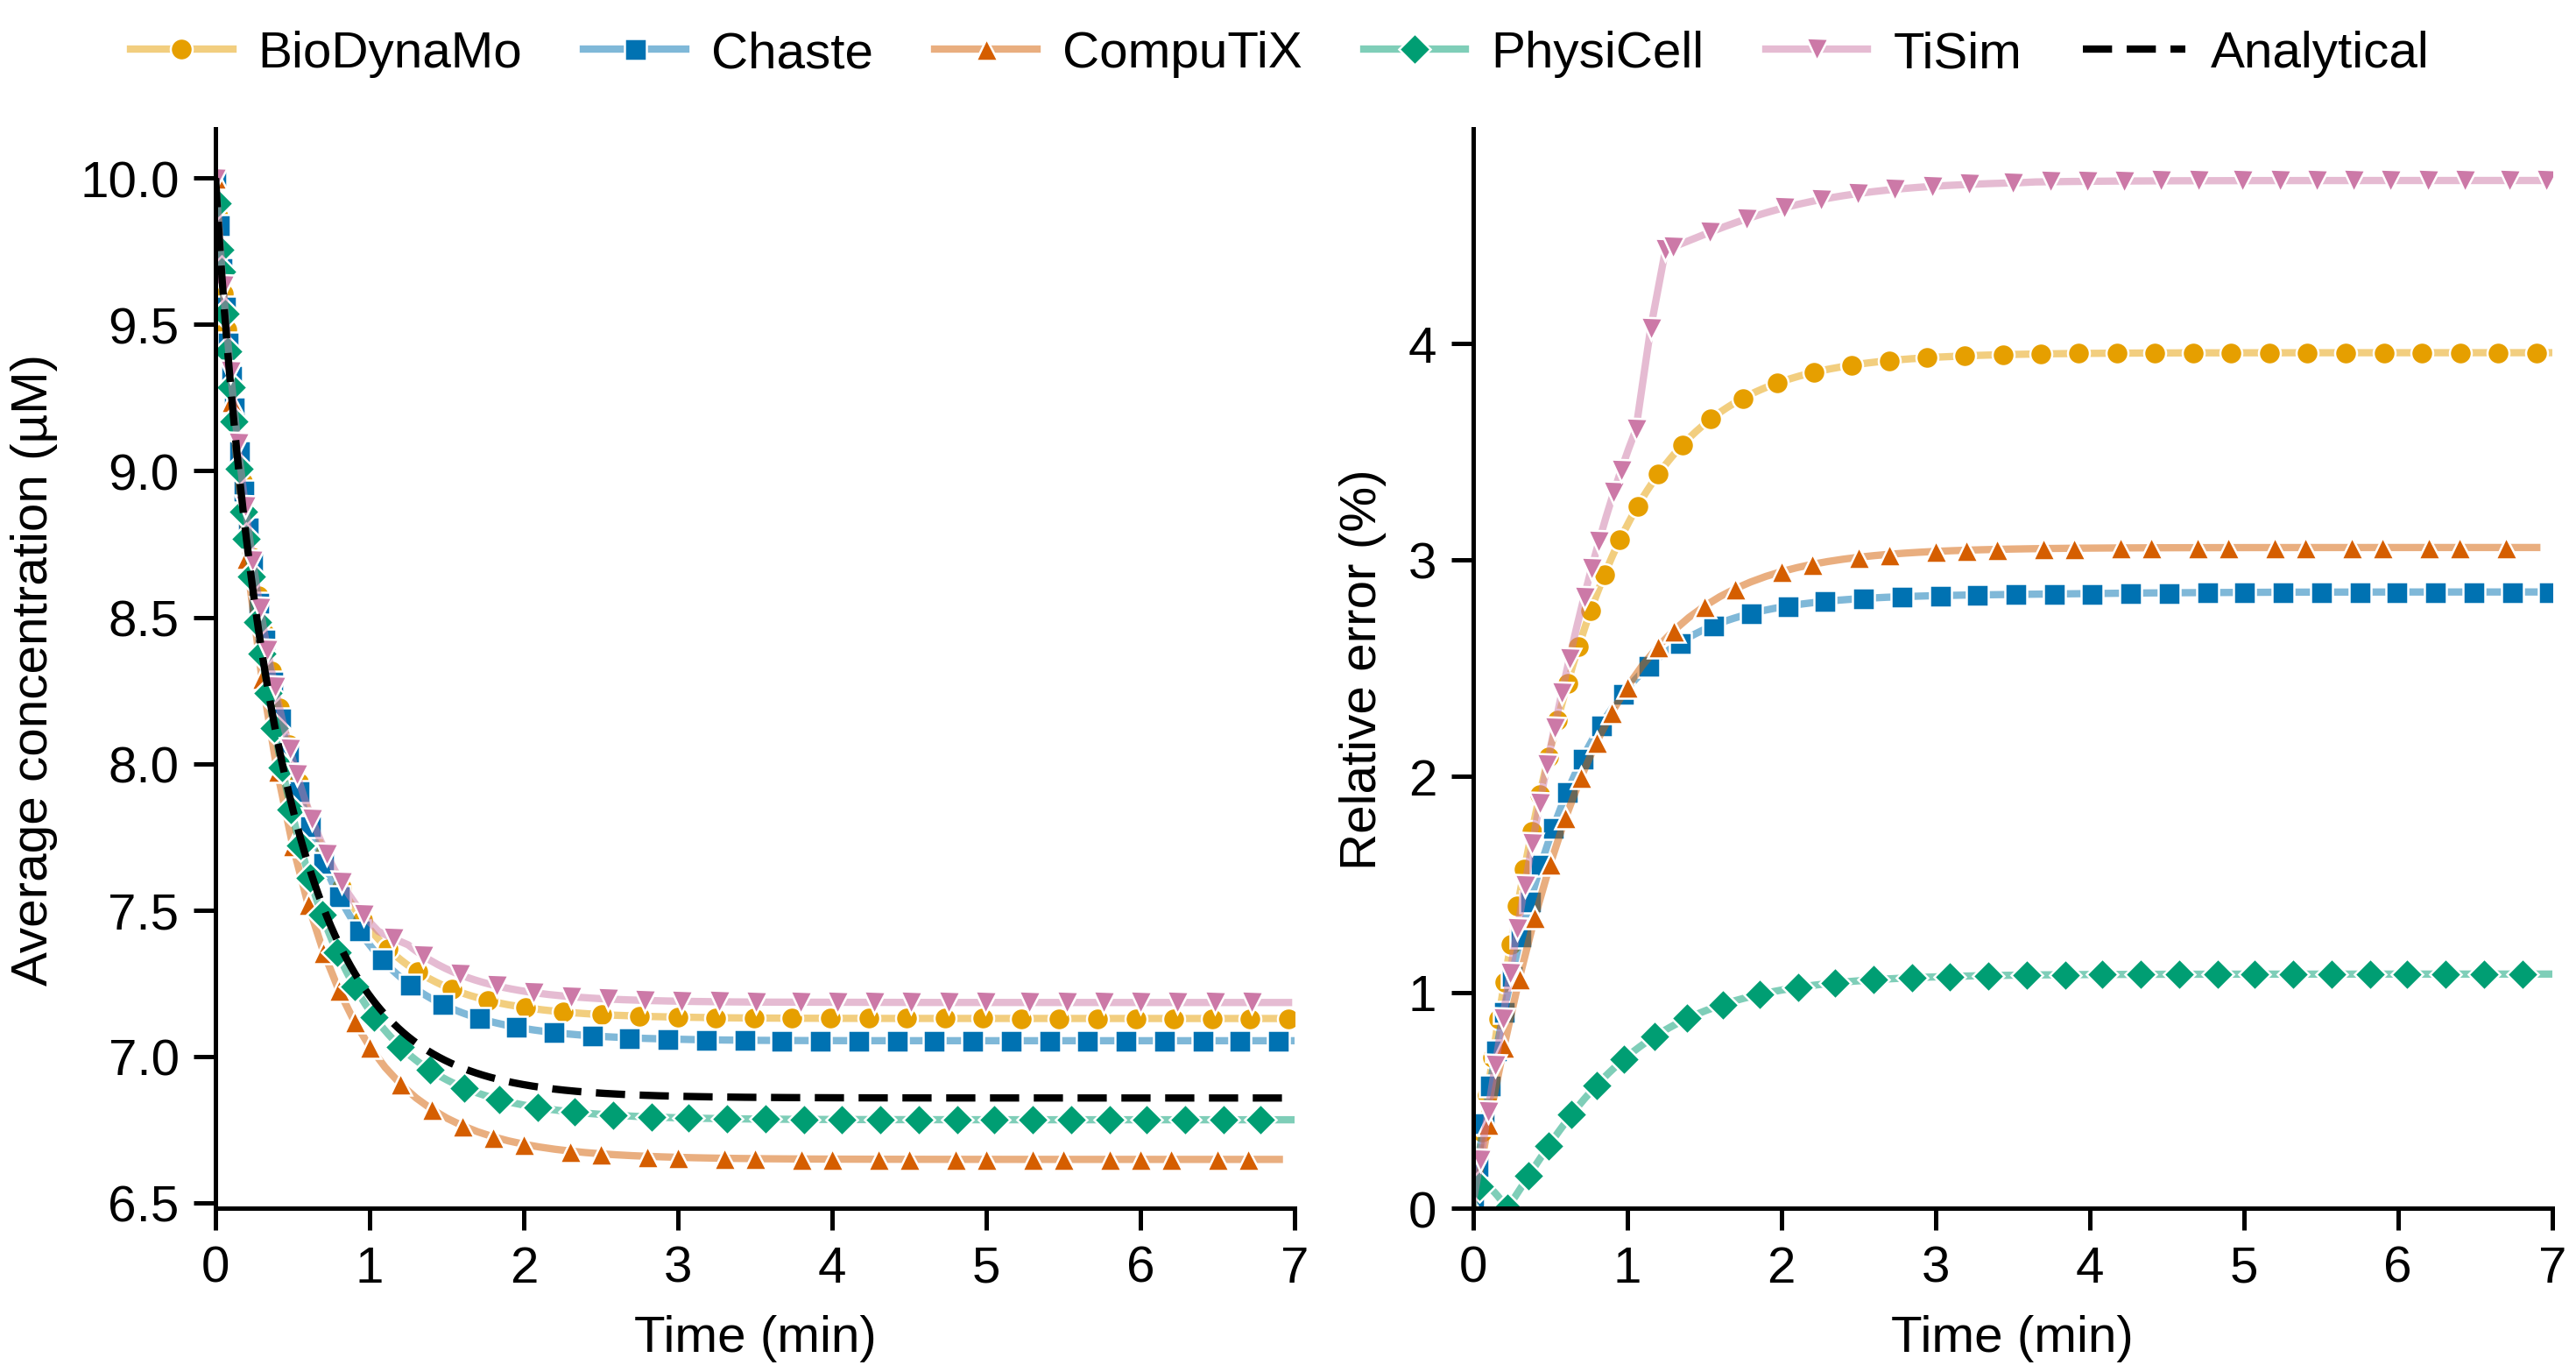 BioDynaMo Chaste CompuTiX PhysiCell TiSim Analytical
Average concentration (µM)
10.0
9.5
9.0
8.5
8.0
7.5
7.0
6.5
0 1 2 3 4 5 6 7
Time (min)
Relative error (%)
4
3
2
1
0
0 1 2 3 4 5 6 7
Time (min)